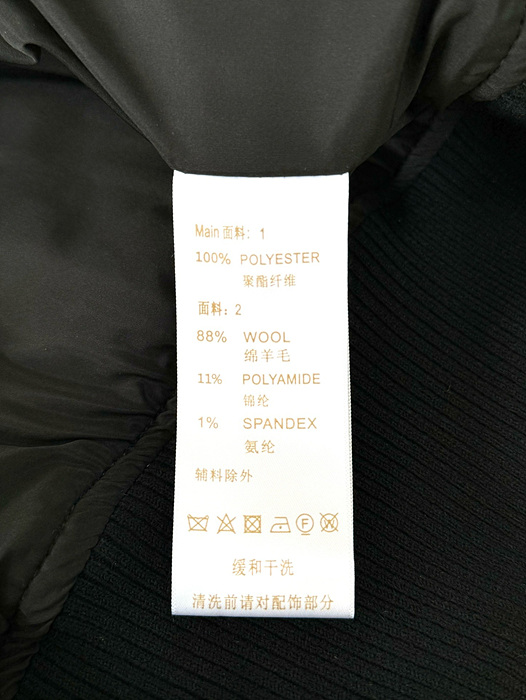 Main 面料：1
100% POLYESTER
聚酯纤维
面料：2
88% WOOL
绵羊毛
11% POLYAMIDE
锦纶
1% SPANDEX
氨纶
辅料除外
F W
缓和干洗
清洗前请对配饰部分